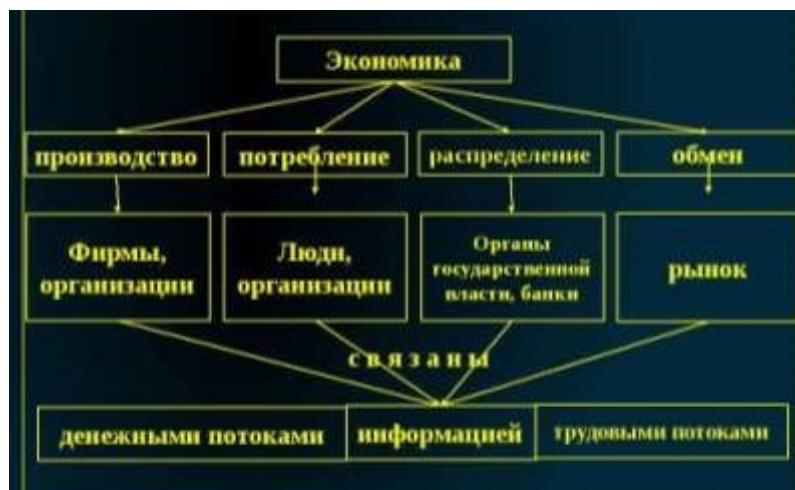 Экономика
производство
потребление
распределение
обмен
Фирмы,
организации
Люди,
организации
Органы
государственной
власти, банки
рынок
связаны
денежными потоками
информацией
трудовыми потоками